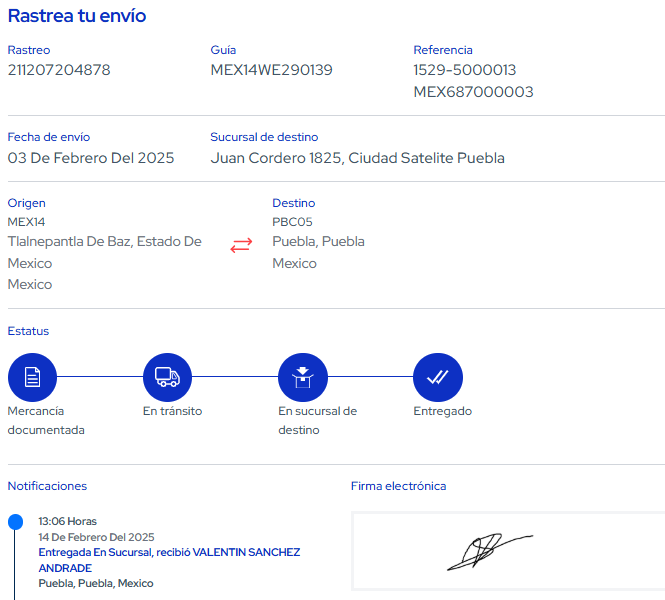 Rastrea tu envío
Rastreo
211207204878
Guía
MEX14WE290139
Referencia
1529-5000013
MEX687000003
Fecha de envío
03 De Febrero Del 2025
Sucursal de destino
Juan Cordero 1825, Ciudad Satelite Puebla
Origen
MEX14
Tlalnepantla De Baz, Estado De
Mexico
Mexico
Destino
PBC05
Puebla, Puebla
Mexico
Estatus
Mercancía
documentada
En tránsito
En sucursal de
destino
Entregado
Notificaciones
13:06 Horas
14 De Febrero Del 2025
Entregada En Sucursal, recibió VALENTIN SANCHEZ
ANDRADE
Puebla, Puebla, Mexico
Firma electrónica